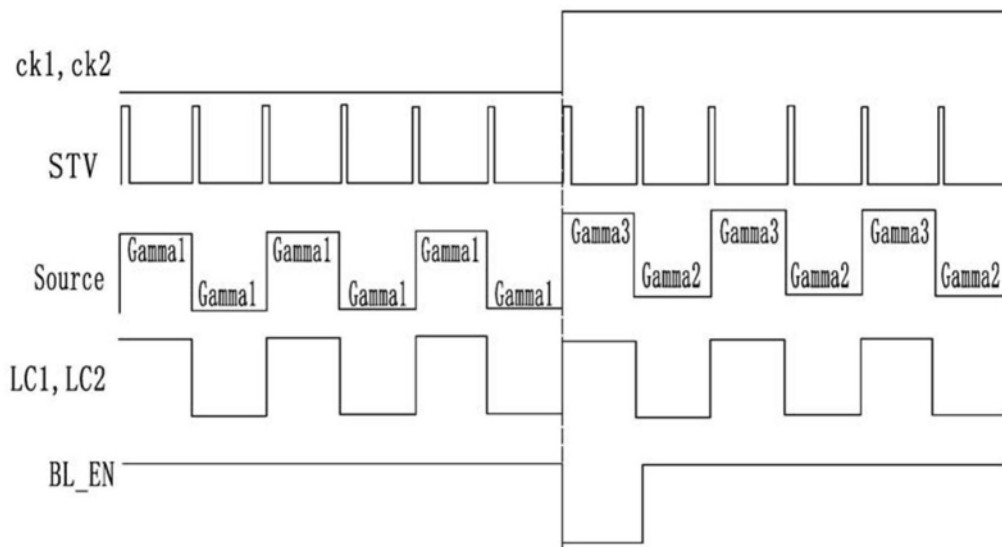 ck1, ck2
STV
Source
Gamma1 Gamma1 Gamma1 Gamma3 Gamma3 Gamma3
Gamma1 Gamma1 Gamma1 Gamma2 Gamma2 Gamma2
LC1, LC2
BL_EN